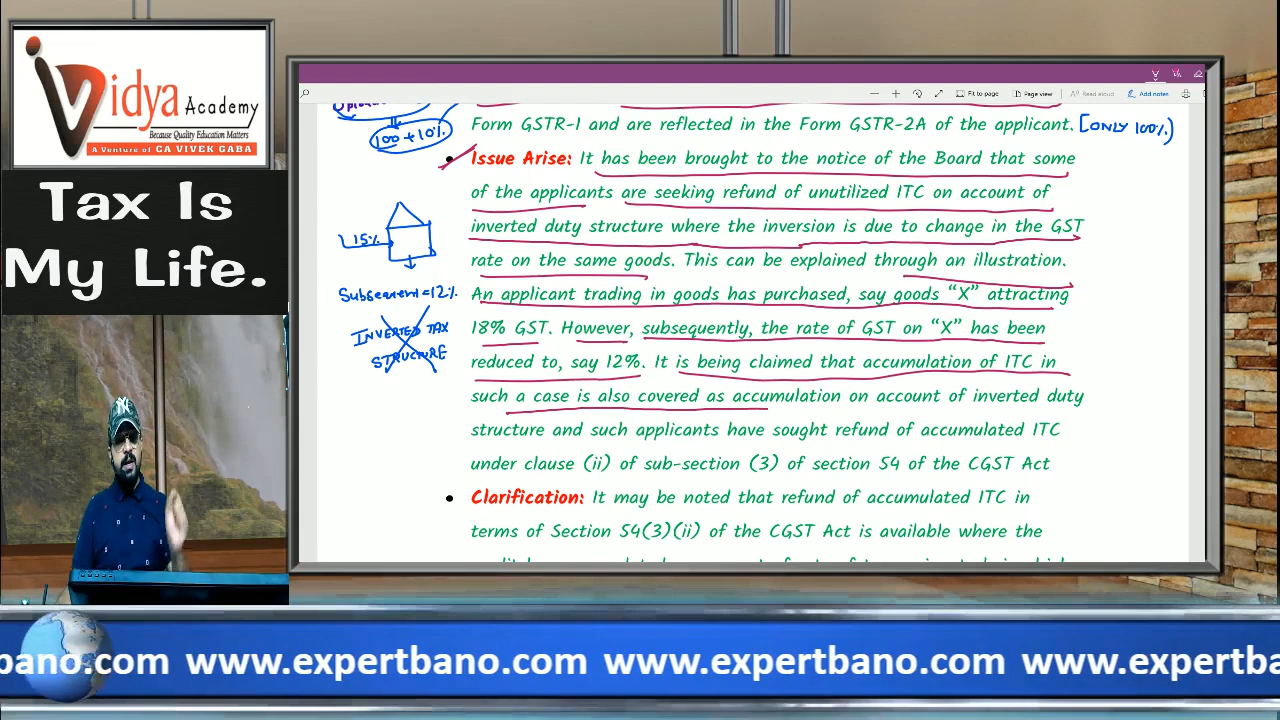 iVidya Academy
Because Quality Education Matters
A Venture of CA VIVEK GABA
Tax Is
My Life.
Fit to page
Page view
Read aloud
Add notes
100 + 10%
Form GSTR-1 and are reflected in the Form GSTR-2A of the applicant. [ONLY 100%)
Issue Arise: It has been brought to the notice of the Board that some
of the applicants are seeking refund of unutilized ITC on account of
inverted duty structure where the inversion is due to change in the GST
rate on the same goods. This can be explained through an illustration.
An applicant trading in goods has purchased, say goods “X” attracting
18% GST. However, subsequently, the rate of GST on “X” has been
reduced to, say 12%. It is being claimed that accumulation of ITC in
such a case is also covered as accumulation on account of inverted duty
structure and such applicants have sought refund of accumulated ITC
under clause (ii) of sub-section (3) of section 54 of the CGST Act
15%
Subsequent=12%.
INVERTED TAX
STRUCTURE
Clarification: It may be noted that refund of accumulated ITC in
terms of Section 54(3)(ii) of the CGST Act is available where the
bano.com www.expertbano.com www.expertbano.com www.expertba